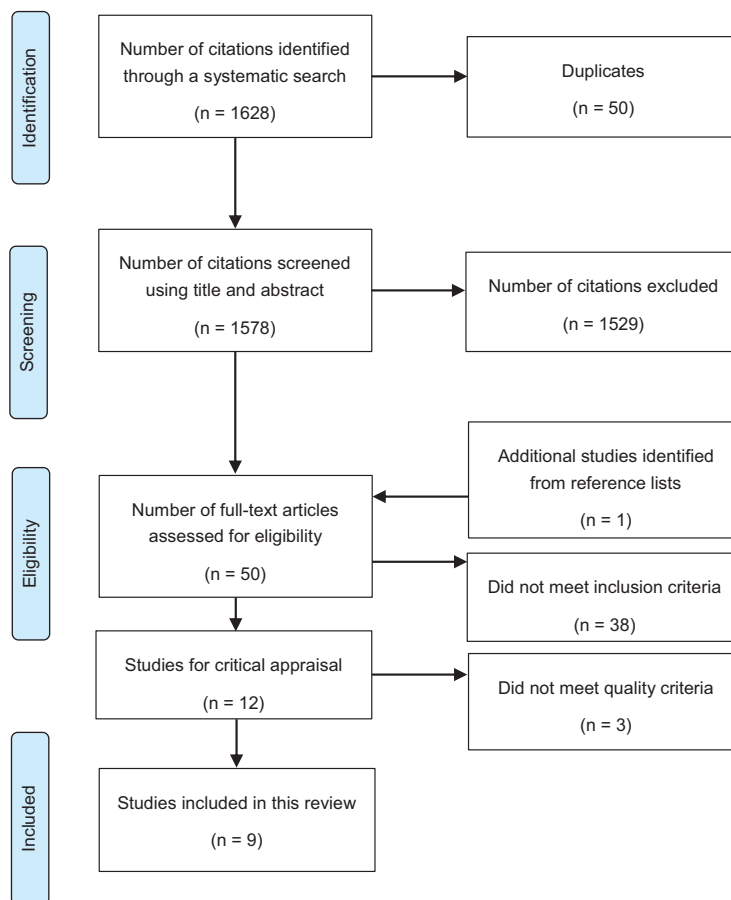 Identification
Number of citations identified
through a systematic search
(n = 1628)
Duplicates
(n = 50)
Screening
Number of citations screened
using title and abstract
(n = 1578)
Number of citations excluded
(n = 1529)
Eligibility
Additional studies identified
from reference lists
(n = 1)
Number of full-text articles
assessed for eligibility
(n = 50)
Did not meet inclusion criteria
(n = 38)
Studies for critical appraisal
(n = 12)
Did not meet quality criteria
(n = 3)
Included
Studies included in this review
(n = 9)